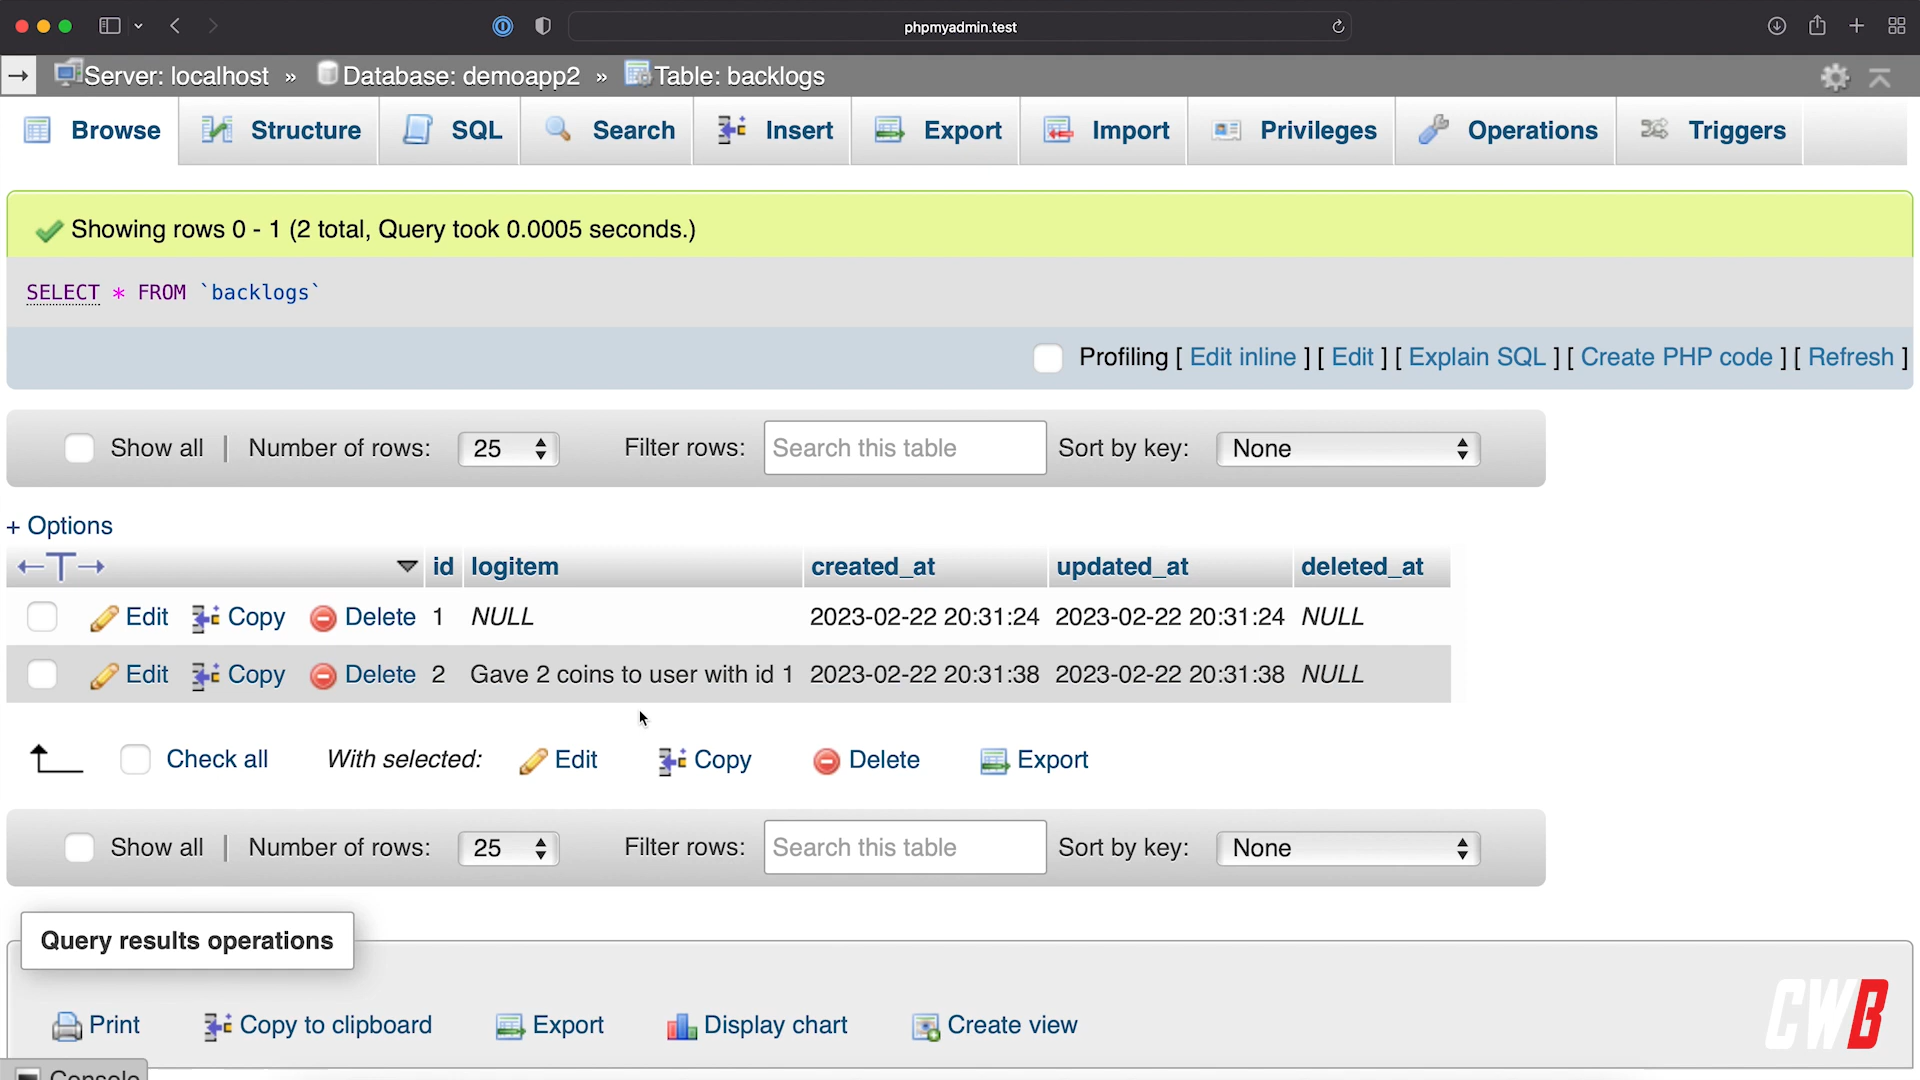 phpmyadmin.test
Server: localhost » Database: demoapp2 » Table: backlogs
Browse Structure SQL Search Insert Export Import Privileges Operations Triggers
Showing rows 0 - 1 (2 total, Query took 0.0005 seconds.)
SELECT * FROM `backlogs`
Profiling [ Edit inline ] [ Edit ] [ Explain SQL ] [ Create PHP code ] [ Refresh ]
Show all | Number of rows: 25 Filter rows: Search this table Sort by key: None
+ Options
←T→ id logitem created_at updated_at deleted_at
Edit Copy Delete 1 NULL 2023-02-22 20:31:24 2023-02-22 20:31:24 NULL
Edit Copy Delete 2 Gave 2 coins to user with id 1 2023-02-22 20:31:38 2023-02-22 20:31:38 NULL
Check all With selected: Edit Copy Delete Export
Show all | Number of rows: 25 Filter rows: Search this table Sort by key: None
Query results operations
Print Copy to clipboard Export Display chart Create view
CWB
Console